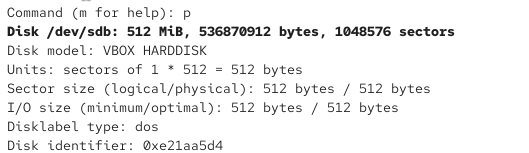 Command (m for help): p
Disk /dev/sdb: 512 MiB, 536870912 bytes, 1048576 sectors
Disk model: VBOX HARDDISK
Units: sectors of 1 * 512 = 512 bytes
Sector size (logical/physical): 512 bytes / 512 bytes
I/O size (minimum/optimal): 512 bytes / 512 bytes
Disklabel type: dos
Disk identifier: 0xe21aa5d4